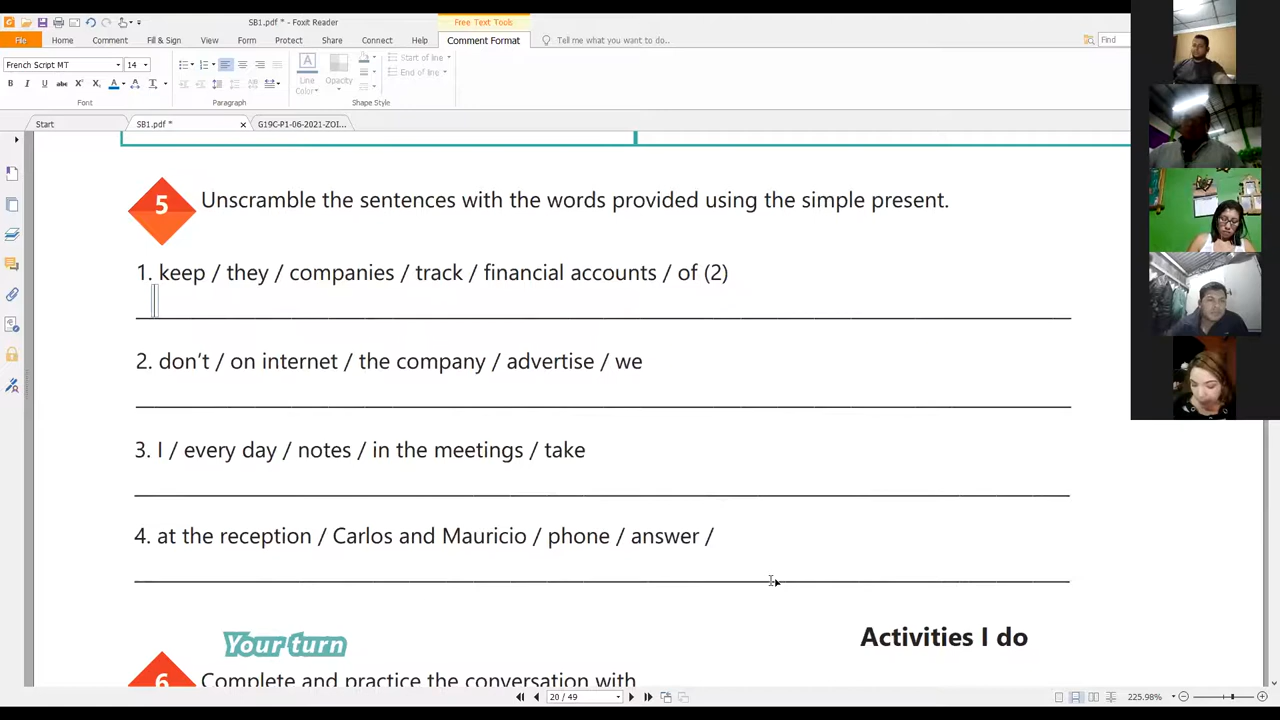 SB1.pdf * - Foxit Reader
Free Text Tools
File Home Comment Fill & Sign View Form Protect Share Connect Help Comment Format Tell me what you want to do.. Find
French Script MT 14
Start of line
End of line
Line Color
Opacity
Font Paragraph Shape Style
Start SB1.pdf * G19C-P1-06-2021-ZOI...
5 Unscramble the sentences with the words provided using the simple present.
1. keep / they / companies / track / financial accounts / of (2)
2. don't / on internet / the company / advertise / we
3. I / every day / notes / in the meetings / take
4. at the reception / Carlos and Mauricio / phone / answer /
Your turn
Activities I do
6 Complete and practice the conversation with
20 / 49
225.98%